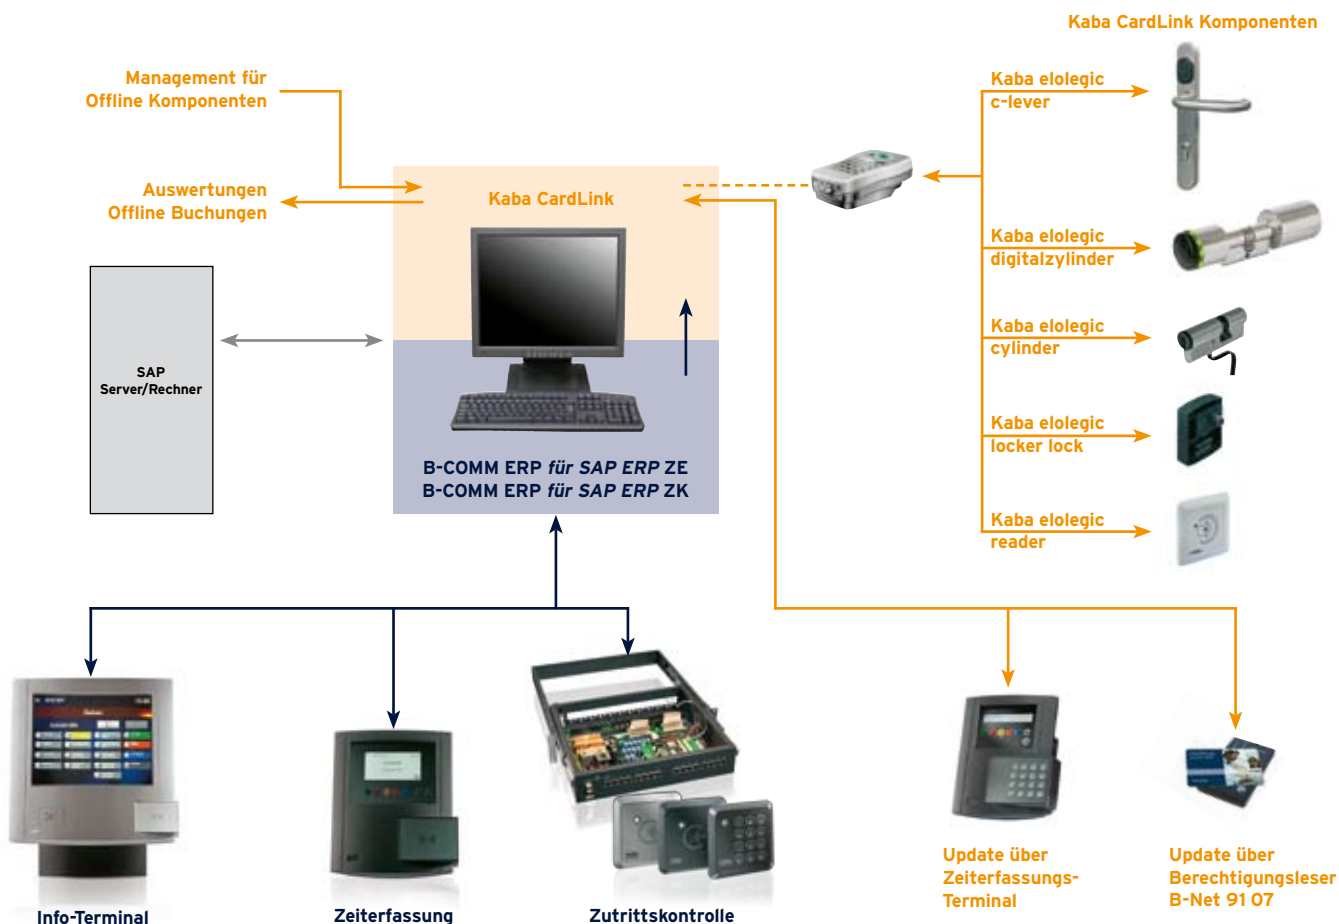 Kaba CardLink Komponenten
Management für
Offline Komponenten
Auswertungen
Offline Buchungen
Kaba CardLink
Kaba elolegic
c-lever
Kaba elolegic
digitalzylinder
Kaba elolegic
cylinder
Kaba elolegic
locker lock
Kaba elolegic
reader
SAP
Server/Rechner
B-COMM ERP für SAP ERP ZE
B-COMM ERP für SAP ERP ZK
Info-Terminal
Zeiterfassung
Zutrittskontrolle
Update über
Zeiterfassungs-
Terminal
Update über
Berechtigungsleser
B-Net 91 07